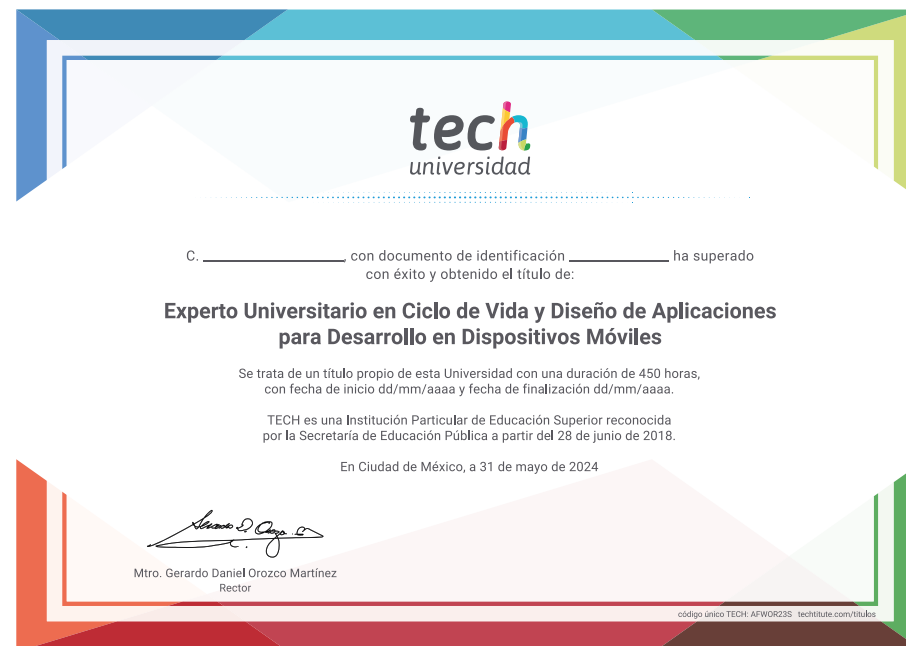 tech
universidad
C. ____________, con documento de identificación ____________ ha superado
con éxito y obtenido el título de:
Experto Universitario en Ciclo de Vida y Diseño de Aplicaciones
para Desarrollo en Dispositivos Móviles
Se trata de un título propio de esta Universidad con una duración de 450 horas,
con fecha de inicio dd/mm/aaaa y fecha de finalización dd/mm/aaaa.
TECH es una Institución Particular de Educación Superior reconocida
por la Secretaría de Educación Pública a partir del 28 de junio de 2018.
En Ciudad de México, a 31 de mayo de 2024
Mtro. Gerardo Daniel Orozco Martínez
Rector
código único TECH: AFWOR23S techtitute.com/titulos